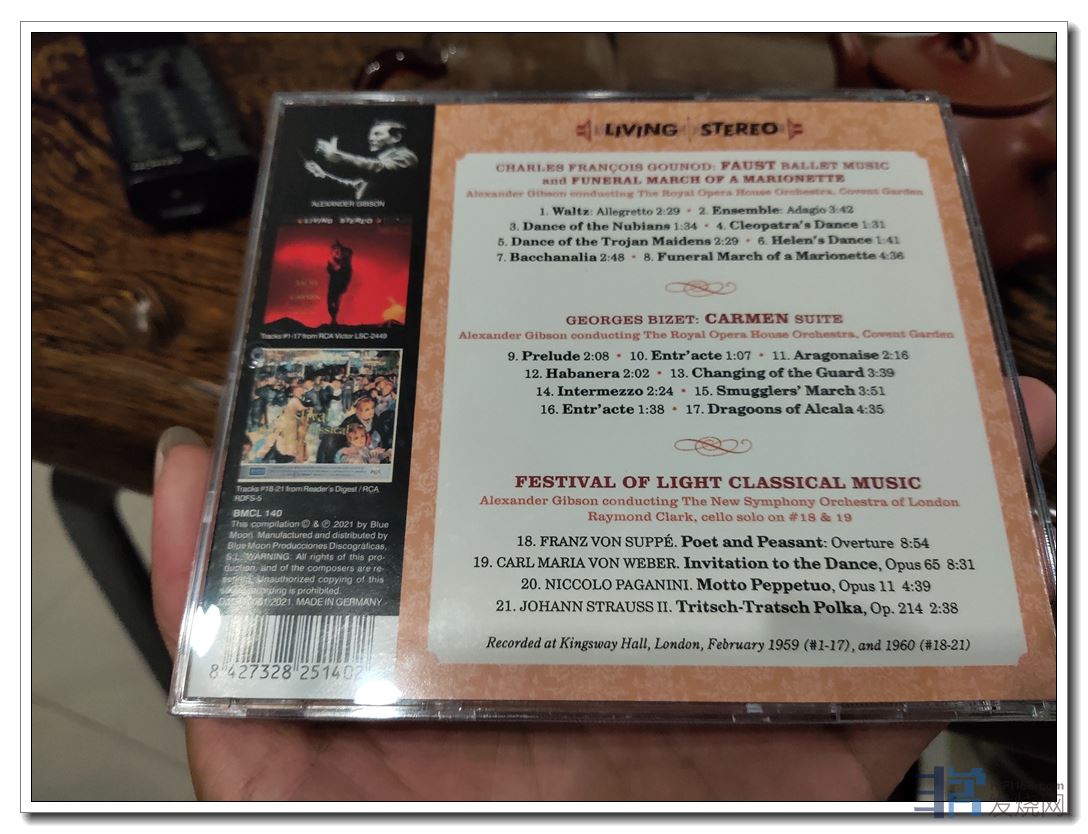 LIVING STEREO
CHARLES FRANÇOIS GOUNOD: FAUST BALLET MUSIC
and FUNERAL MARCH OF A MARIONETTE
Alexander Gibson conducting The Royal Opera House Orchestra, Covent Garden
1. Waltz: Allegretto 2:29 • 2. Ensemble: Adagio 3:42
3. Dance of the Nubians 1:34 • 4. Cleopatra's Dance 1:31
5. Dance of the Trojan Maidens 2:29 • 6. Helen's Dance 1:41
7. Bacchanalia 2:48 • 8. Funeral March of a Marionette 4:36
GEORGES BIZET: CARMEN SUITE
Alexander Gibson conducting The Royal Opera House Orchestra, Covent Garden
9. Prelude 2:08 • 10. Entr'acte 1:07 • 11. Aragonaise 2:16
12. Habanera 2:02 • 13. Changing of the Guard 3:39
14. Intermezzo 2:24 • 15. Smugglers' March 3:51
16. Entr'acte 1:38 • 17. Dragoons of Alcala 4:35
FESTIVAL OF LIGHT CLASSICAL MUSIC
Alexander Gibson conducting The New Symphony Orchestra of London
Raymond Clark, cello solo on #18 & 19
18. FRANZ VON SUPPÉ. Poet and Peasant: Overture 8:54
19. CARL MARIA VON WEBER. Invitation to the Dance, Opus 65 8:31
20. NICCOLO PAGANINI. Motto Peppetuo, Opus 11 4:39
21. JOHANN STRAUSS II. Tritsch-Tratsch Polka, Op. 214 2:38
Recorded at Kingsway Hall, London, February 1959 (#1-17), and 1960 (#18-21)
ALEXANDER GIBSON
LIVING STEREO
Tracks #1-17 from RCA Victor LSC-2449
Tracks #18-21 from Reader's Digest / RCA
RDFS-5
BMCL 140
This compilation © & ℗ 2021 by Blue
Moon. Manufactured and distributed by
Blue Moon Producciones Discográficas,
S.L. WARNING: All rights of this pro-
duction, and of the composers are re-
served. Unauthorized copying of this
recording is prohibited.
2021. MADE IN GERMANY
8 427328 251402
发烧网